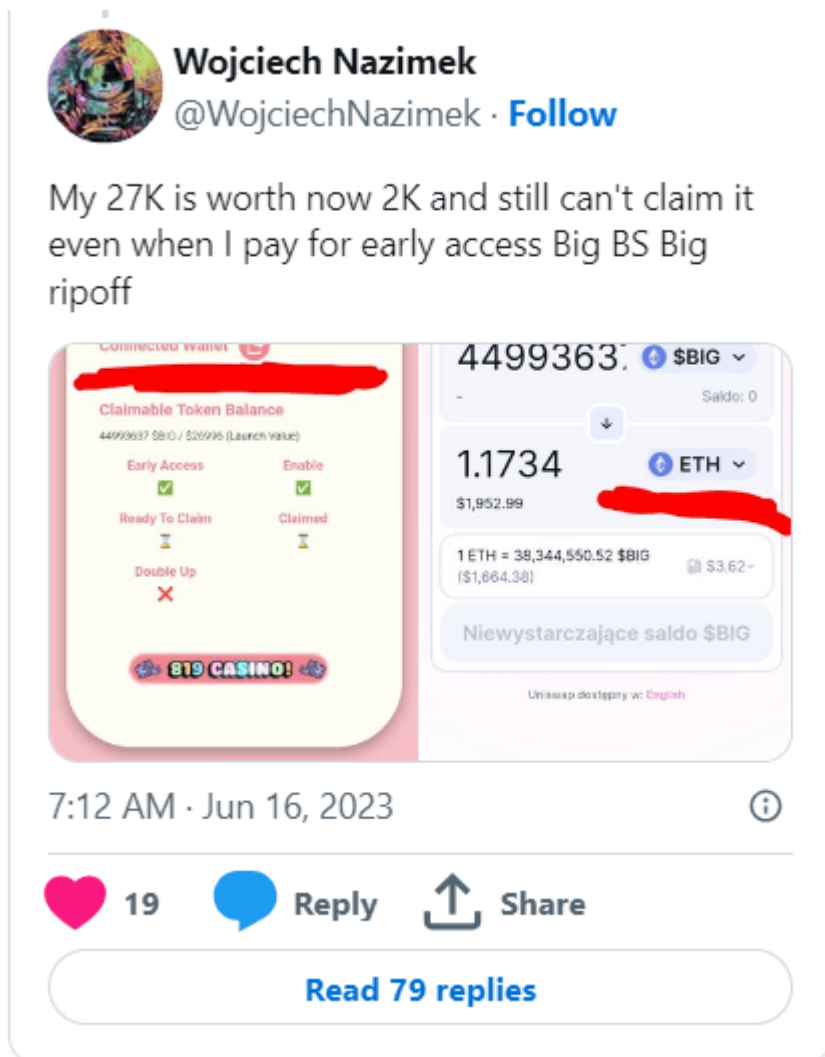 Wojciech Nazimek
@WojciechNazimek · Follow
My 27K is worth now 2K and still can't claim it
even when I pay for early access Big BS Big
ripoff
Connected Wallet
Claimable Token Balance
44993637 $BIG / $26996 (Launch Value)
Early Access Enable
Ready To Claim Claimed
Double Up
819 CASINO!
4499363 $BIG
- Saldo: 0
1.1734 ETH
$1,952.99
1 ETH = 38,344,550.52 $BIG
($1,664.38) $3.62
Niewystarczające saldo $BIG
Uniswap dostępny w: English
7:12 AM · Jun 16, 2023
19 Reply Share
Read 79 replies